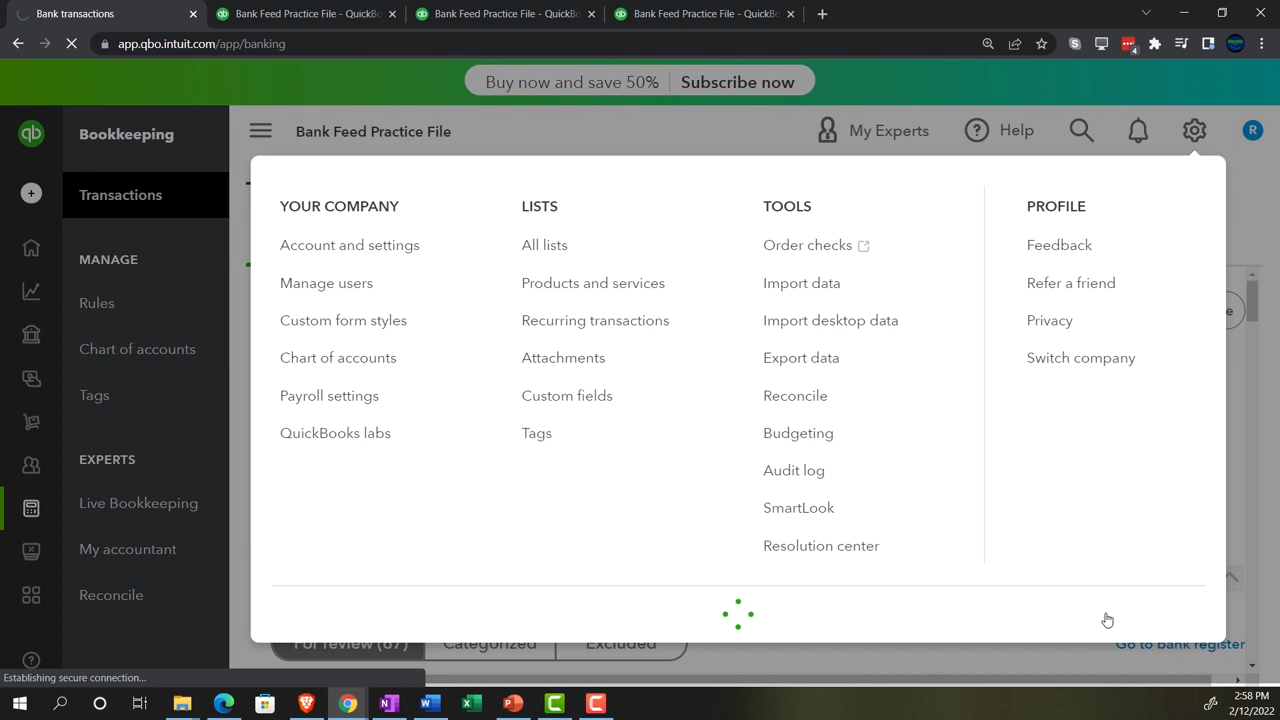 Bank transactions
Bank Feed Practice File - QuickBo
Bank Feed Practice File - QuickBo
Bank Feed Practice File - QuickBo
app.qbo.intuit.com/app/banking
4
Buy now and save 50%
Subscribe now
qb
Bookkeeping
Bank Feed Practice File
My Experts
Help
R
Transactions
MANAGE
Rules
Chart of accounts
Tags
EXPERTS
Live Bookkeeping
My accountant
Reconcile
YOUR COMPANY
Account and settings
Manage users
Custom form styles
Chart of accounts
Payroll settings
QuickBooks labs
LISTS
All lists
Products and services
Recurring transactions
Attachments
Custom fields
Tags
TOOLS
Order checks
Import data
Import desktop data
Export data
Reconcile
Budgeting
Audit log
SmartLook
Resolution center
PROFILE
Feedback
Refer a friend
Privacy
Switch company
e
For review (67)
Categorized
Excluded
Go to bank register
Establishing secure connection...
2:58 PM
2/12/2022